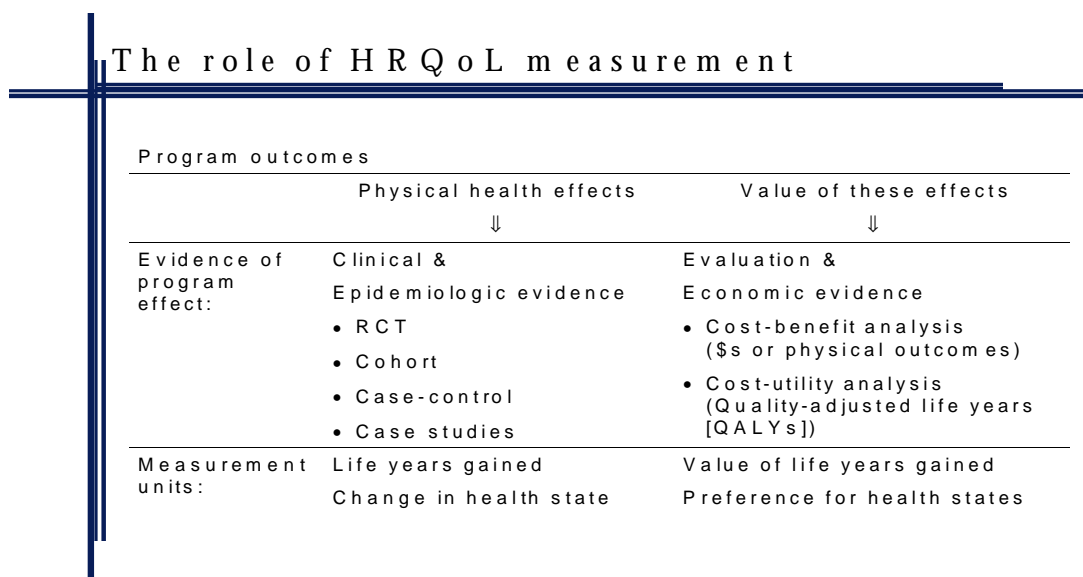 The role of HRQoL measurement
Program outcomes
Physical health effects
⇓
Value of these effects
⇓
Evidence of
program
effect:
Clinical &
Epidemiologic evidence
• RCT
• Cohort
• Case-control
• Case studies
Evaluation &
Economic evidence
• Cost-benefit analysis
($s or physical outcomes)
• Cost-utility analysis
(Quality-adjusted life years
[QALYs])
Measurement
units:
Life years gained
Change in health state
Value of life years gained
Preference for health states